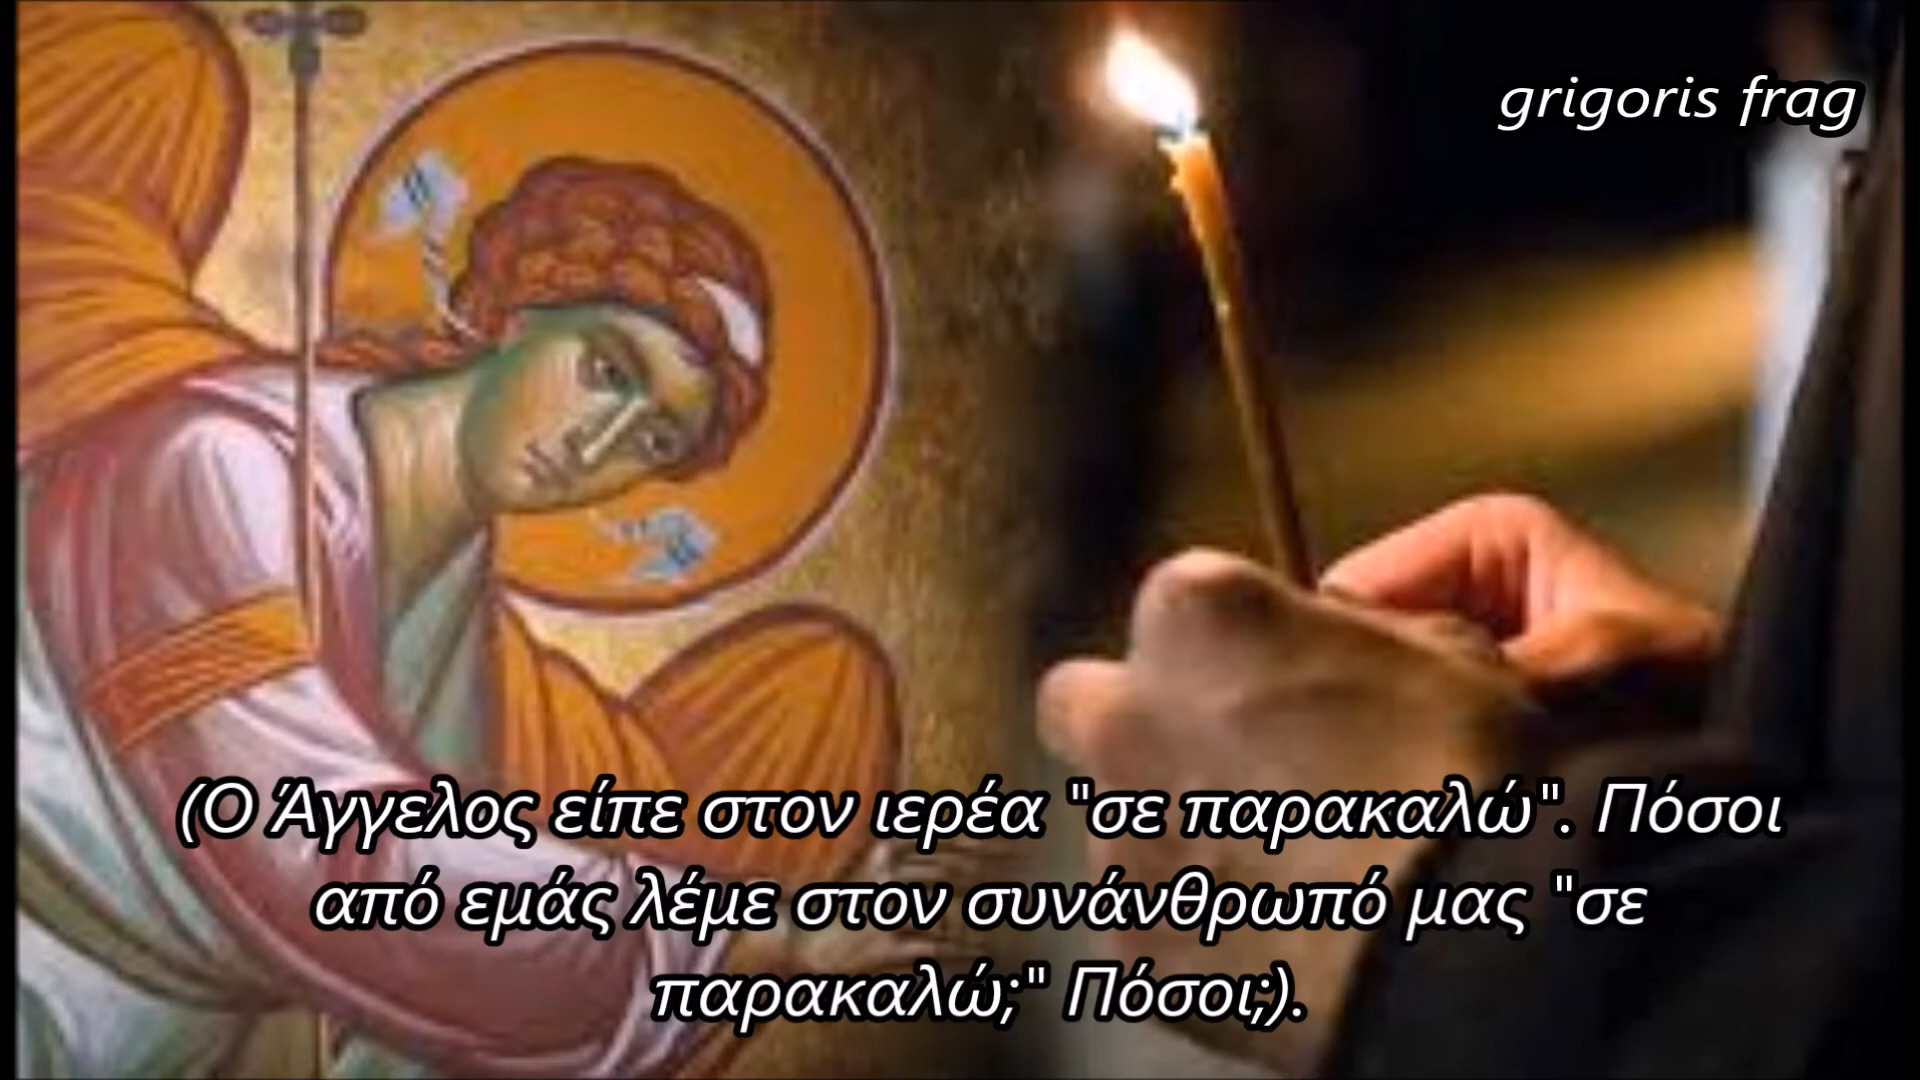 grigoris frag
(Ο Άγγελος είπε στον ιερέα "σε παρακαλώ". Πόσοι
από εμάς λέμε στον συνάνθρωπό μας "σε
παρακαλώ;" Πόσοι;).